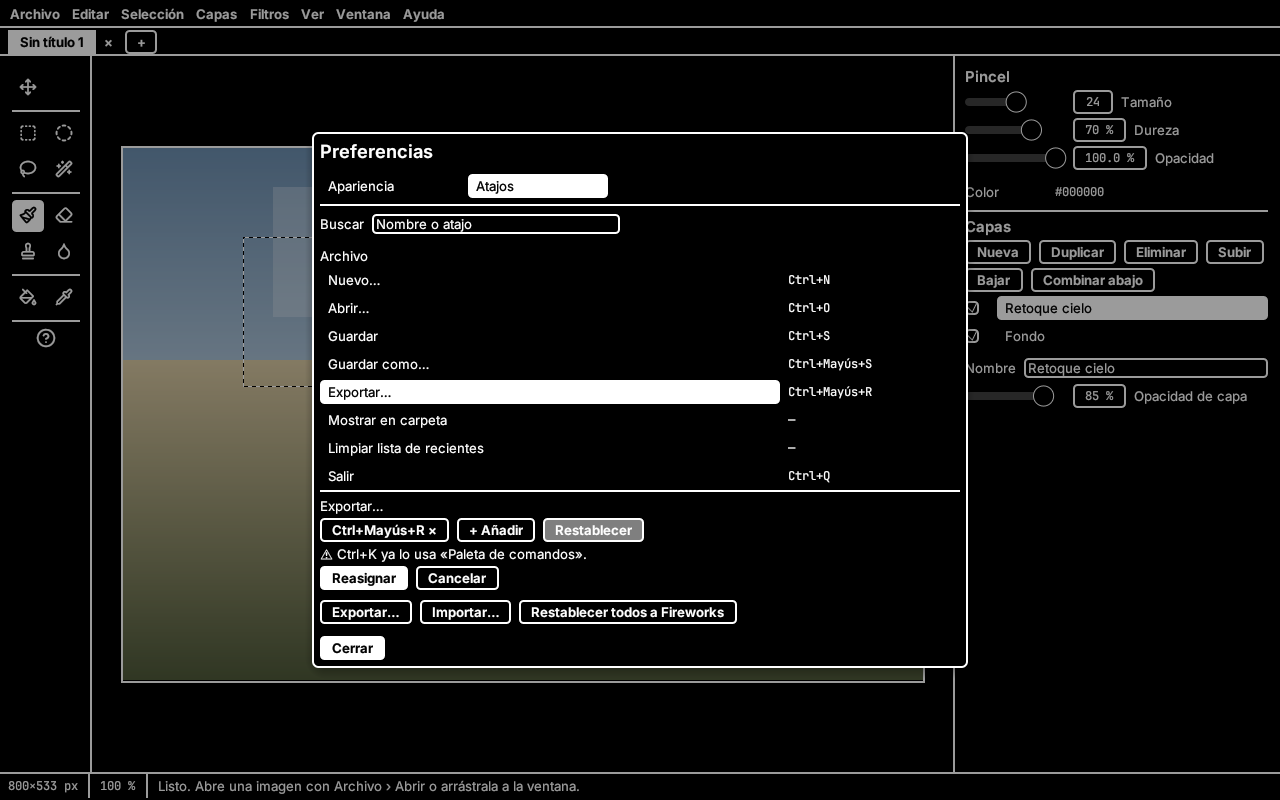 Archivo Editar Selección Capas Filtros Ver Ventana Ayuda
Sin título 1 × +
Pincel
24 Tamaño
70 % Dureza
100.0 % Opacidad
Color #000000
Capas
Nueva Duplicar Eliminar Subir
Bajar Combinar abajo
Retoque cielo
Fondo
Nombre Retoque cielo
85 % Opacidad de capa
Preferencias
Apariencia Atajos
Buscar Nombre o atajo
Archivo
Nuevo... Ctrl+N
Abrir... Ctrl+O
Guardar Ctrl+S
Guardar como... Ctrl+Mayús+S
Exportar... Ctrl+Mayús+R
Mostrar en carpeta —
Limpiar lista de recientes —
Salir Ctrl+Q
Exportar...
Ctrl+Mayús+R × + Añadir Restablecer
⚠ Ctrl+K ya lo usa «Paleta de comandos».
Reasignar Cancelar
Exportar... Importar... Restablecer todos a Fireworks
Cerrar
800×533 px 100 % Listo. Abre una imagen con Archivo › Abrir o arrástrala a la ventana.